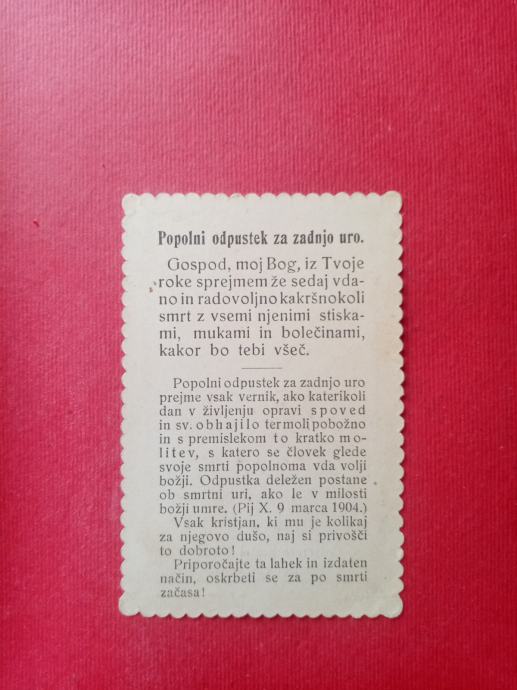 Popolni odpustek za zadnjo uro.
Gospod, moj Bog, iz Tvoje
roke sprejmem že sedaj vda-
no in radovoljno kakršnokoli
smrt z vsemi njenimi stiska-
mi, mukami in bolečinami,
kakor bo tebi všeč.
Popolni odpustek za zadnjo uro
prejme vsak vernik, ako katerikoli
dan v življenju opravi spoved
in sv. obhajilo ter moli pobožno
in s premislekom to kratko mo-
litev, s katero se človek glede
svoje smrti popolnoma vda volji
božji. Odpustka deležen postane
ob smrtni uri, ako le v milosti
božji umre. (Pij X. 9 marca 1904.)
Vsak kristjan, ki mu je kolikaj
za njegovo dušo, naj si privošči
to dobroto!
Priporočajte ta lahek in izdaten
način, oskrbeti se za po smrti
začasa!